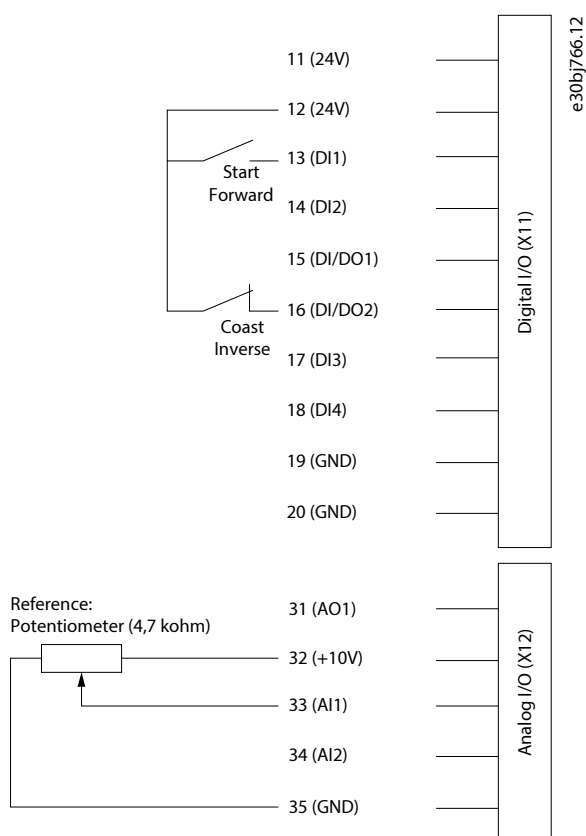 e30bj766.12
11 (24V)
12 (24V)
13 (DI1)
Start
Forward
14 (DI2)
15 (DI/DO1)
16 (DI/DO2)
Coast
Inverse
17 (DI3)
18 (DI4)
19 (GND)
20 (GND)
Digital I/O (X11)
Reference:
Potentiometer (4,7 kohm)
31 (AO1)
32 (+10V)
33 (AI1)
34 (AI2)
35 (GND)
Analog I/O (X12)